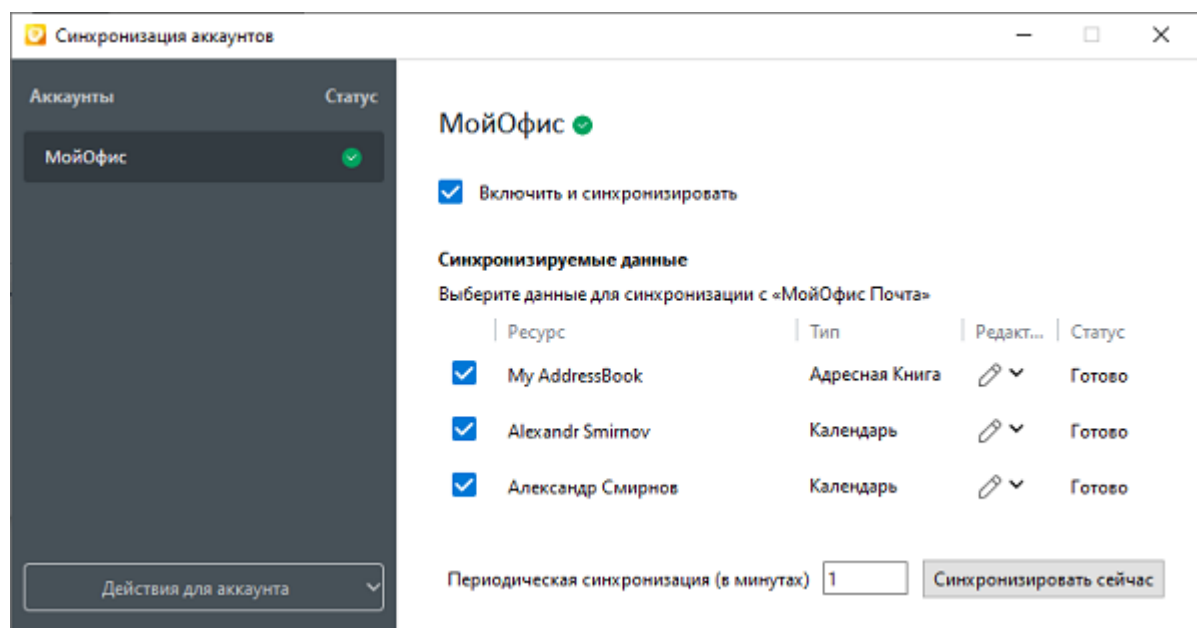 Синхронизация аккаунтов
Аккаунты Статус
МойОфис
МойОфис
Включить и синхронизировать
Синхронизируемые данные
Выберите данные для синхронизации с «МойОфис Почта»
Ресурс Тип Редакт... Статус
My AddressBook Адресная Книга Готово
Alexandr Smirnov Календарь Готово
Александр Смирнов Календарь Готово
Периодическая синхронизация (в минутах) 1 Синхронизировать сейчас
Действия для аккаунта